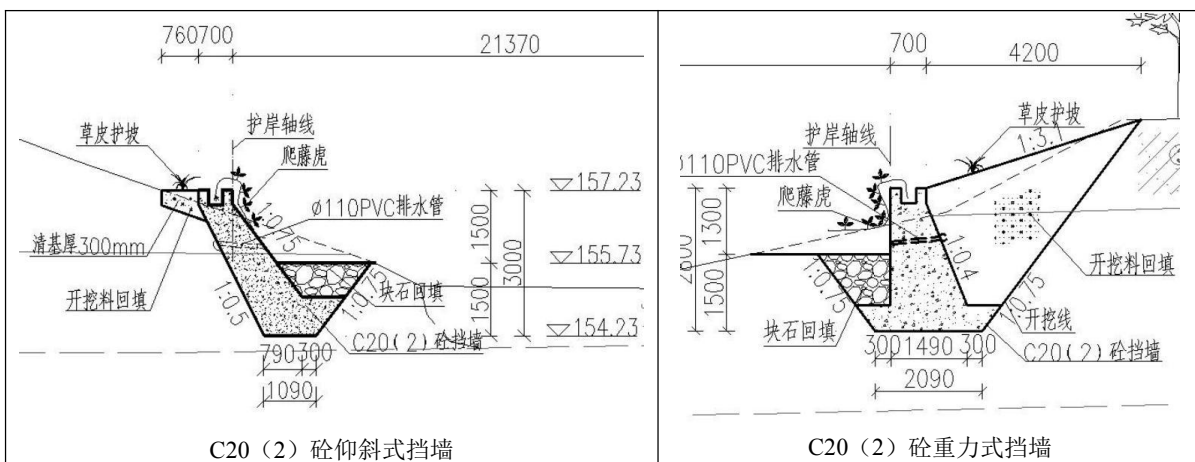 760700
21370
草皮护坡
护岸轴线
爬藤虎
ø110PVC排水管
1:0.75
157.23
清基厚300mm
1500
155.73
3000
块石回填
1:0.75
开挖料回填
1:0.5
1500
154.23
C20(2)砼挡墙
790300
1090
C20（2）砼仰斜式挡墙
700
4200
草皮护坡
护岸轴线
1:3.1
110PVC排水管
爬藤虎
1300
1:0.4
开挖料回填
1500
1:0.75
1:0.75
块石回填
开挖线
300149030​0
C20(2)砼挡墙
2090
C20（2）砼重力式挡墙